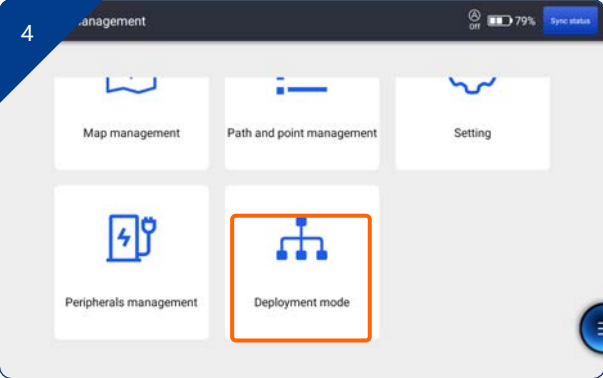 4
anagement
off 79% Sync status
Map management
Path and point management
Setting
Peripherals management
Deployment mode